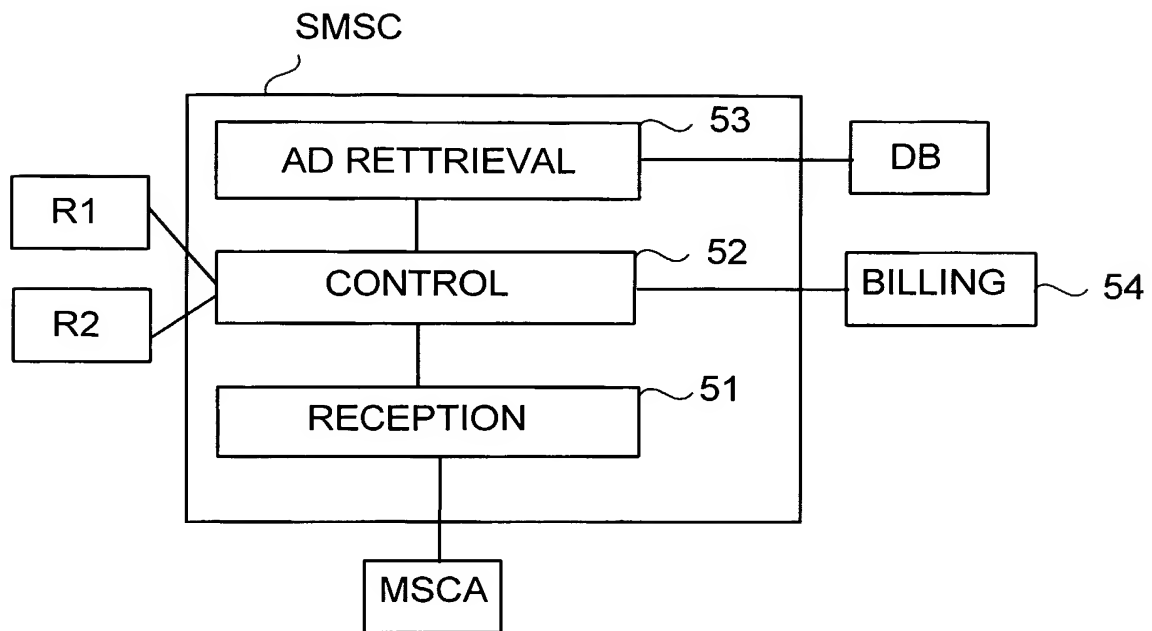 SMSC
53
AD RETTRIEVAL
DB
R1
52
CONTROL
BILLING
54
R2
51
RECEPTION
MSCA